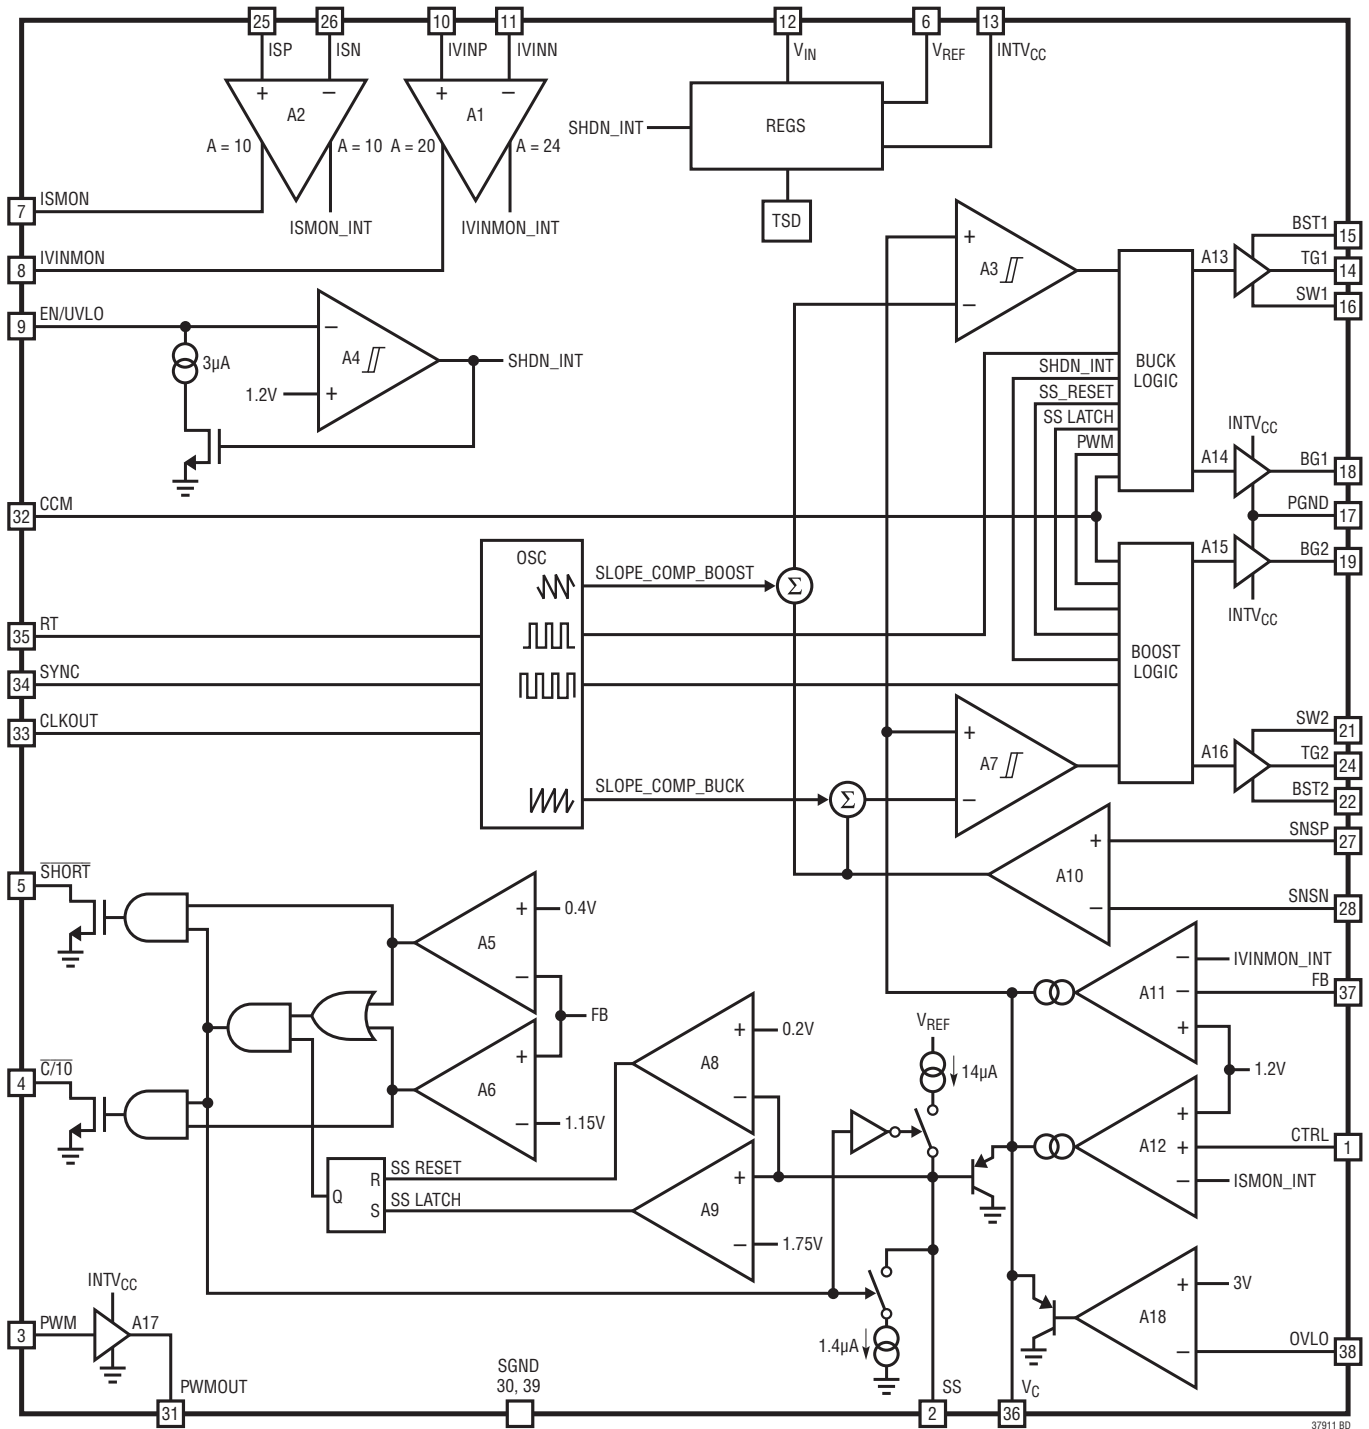 25 26 10 11 12 6 13
ISP ISN IVINP IVINN VIN VREF INTVCC
+ − + −
A2 A1
REGS
SHDN_INT
A = 10 A = 10 A = 20 A = 24
7 ISMON
ISMON_INT IVINMON_INT
TSD
8 IVINMON
+ A3 −
BST1 15
A13 TG1 14
SW1 16
9 EN/UVLO
− A4 +
3µA
1.2V
SHDN_INT
BUCK
LOGIC
SHDN_INT
SS_RESET
SS LATCH
PWM
INTVCC
A14 BG1 18
PGND 17
32 CCM
A15 BG2 19
INTVCC
OSC
SLOPE_COMP_BOOST Σ
35 RT
34 SYNC
33 CLKOUT
BOOST
LOGIC
+ A7 −
SW2 21
A16 TG2 24
BST2 22
SLOPE_COMP_BUCK Σ
SNSP 27
+ A10 −
SNSN 28
5 SHORT
+ 0.4V
A5
−
FB
+
A6
− 1.15V
4 C/10
+ 0.2V
A8
−
VREF
14µA
− IVINMON_INT
A11 − FB 37
+
1.2V
+
A12 + CTRL 1
− ISMON_INT
SS RESET
R
Q
S
SS LATCH
+
A9
− 1.75V
1.4µA
INTVCC
3 PWM A17
PWMOUT
31
SGND
30, 39
SS
2
VC
36
+ 3V
A18
− OVLO 38
37911 BD